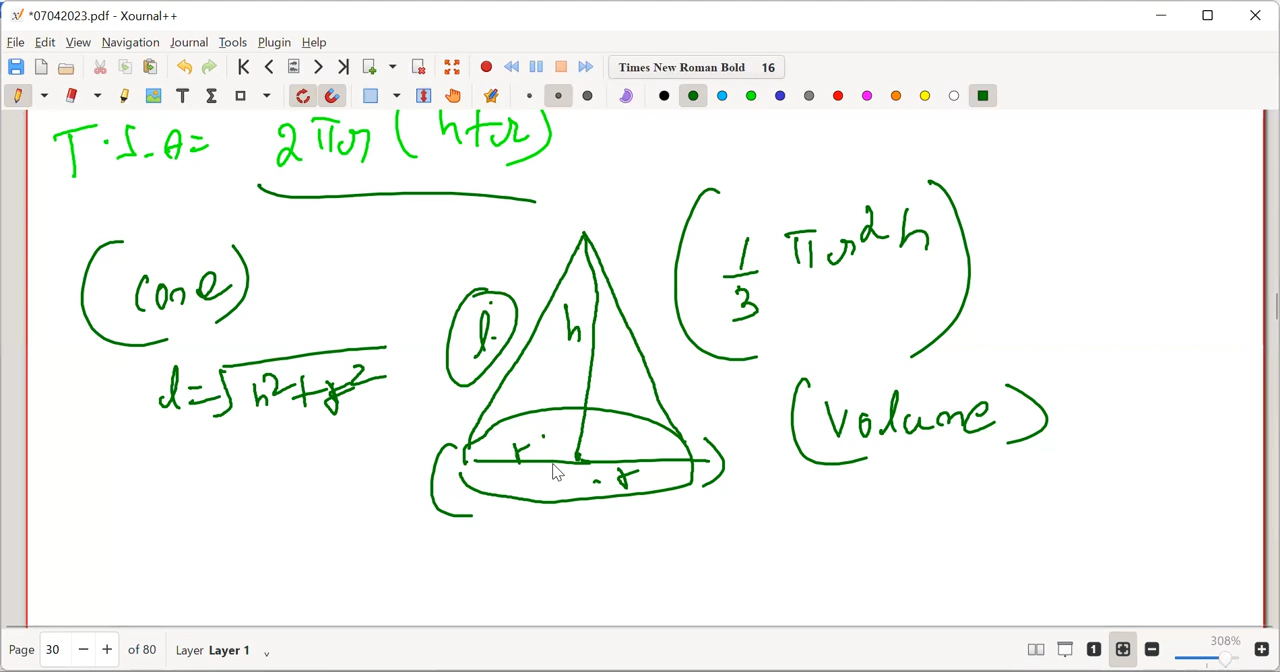 *07042023.pdf - Xournal++
File Edit View Navigation Journal Tools Plugin Help
Times New Roman Bold 16
T.S.A= 2πr(h+r)
(Cone)
l=√h²+r²
l
h
r
r
(1/3 πr²h)
(Volume)
Page 30 of 80 Layer Layer 1 308%